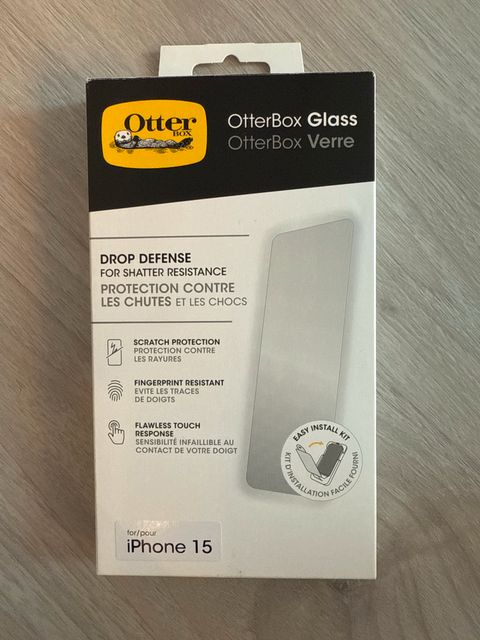 Otter
BOX
OtterBox Glass
OtterBox Verre
DROP DEFENSE
FOR SHATTER RESISTANCE
PROTECTION CONTRE
LES CHUTES ET LES CHOCS
SCRATCH PROTECTION
PROTECTION CONTRE
LES RAYURES
FINGERPRINT RESISTANT
EVITE LES TRACES
DE DOIGTS
FLAWLESS TOUCH
RESPONSE
SENSIBILITÉ INFAILLIBLE AU
CONTACT DE VOTRE DOIGT
EASY INSTALL KIT
KIT D'INSTALLATION FACILE FOURNI
for/pour
iPhone 15